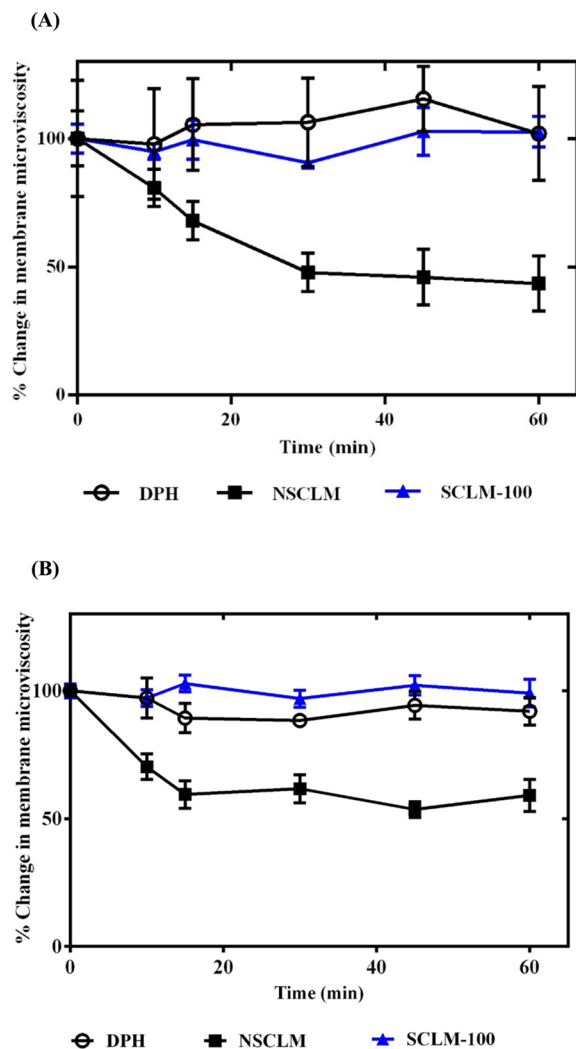 (A)
% Change in membrane microviscosity
100
50
0
0 20 40 60
Time (min)
DPH NSCLM SCLM-100
(B)
% Change in membrane microviscosity
100
50
0
0 20 40 60
Time (min)
DPH NSCLM SCLM-100